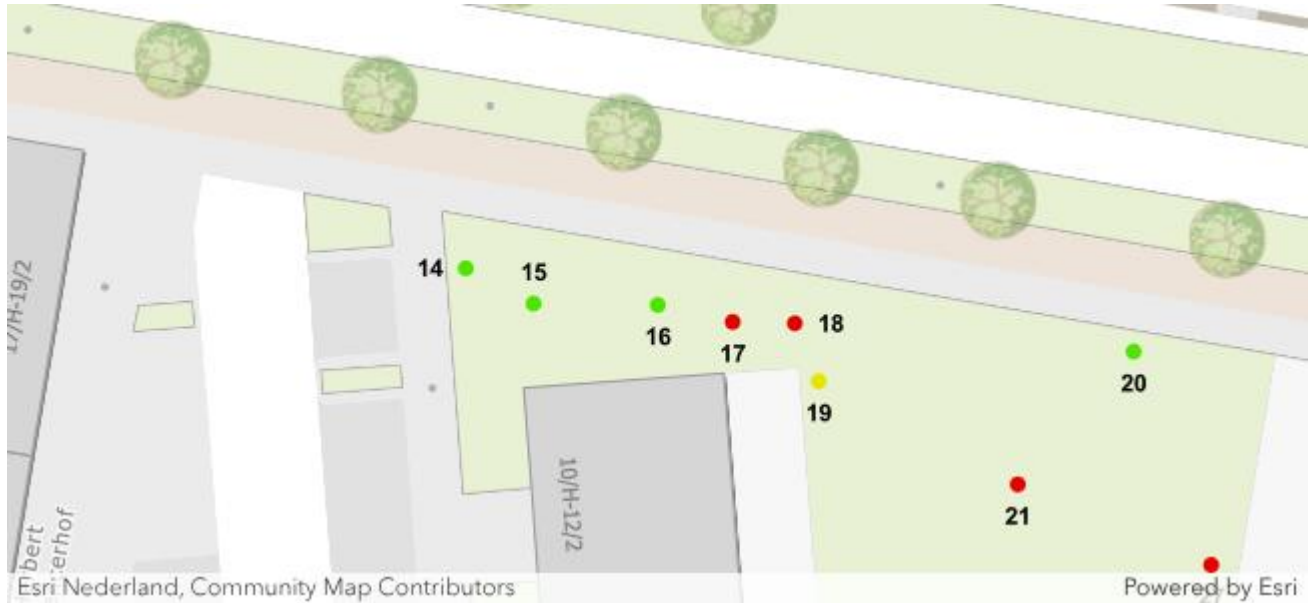 14
15
16
17
18
19
20
21
17/H-19/2
10/H-12/2
Esri Nederland, Community Map Contributors
Powered by Esri